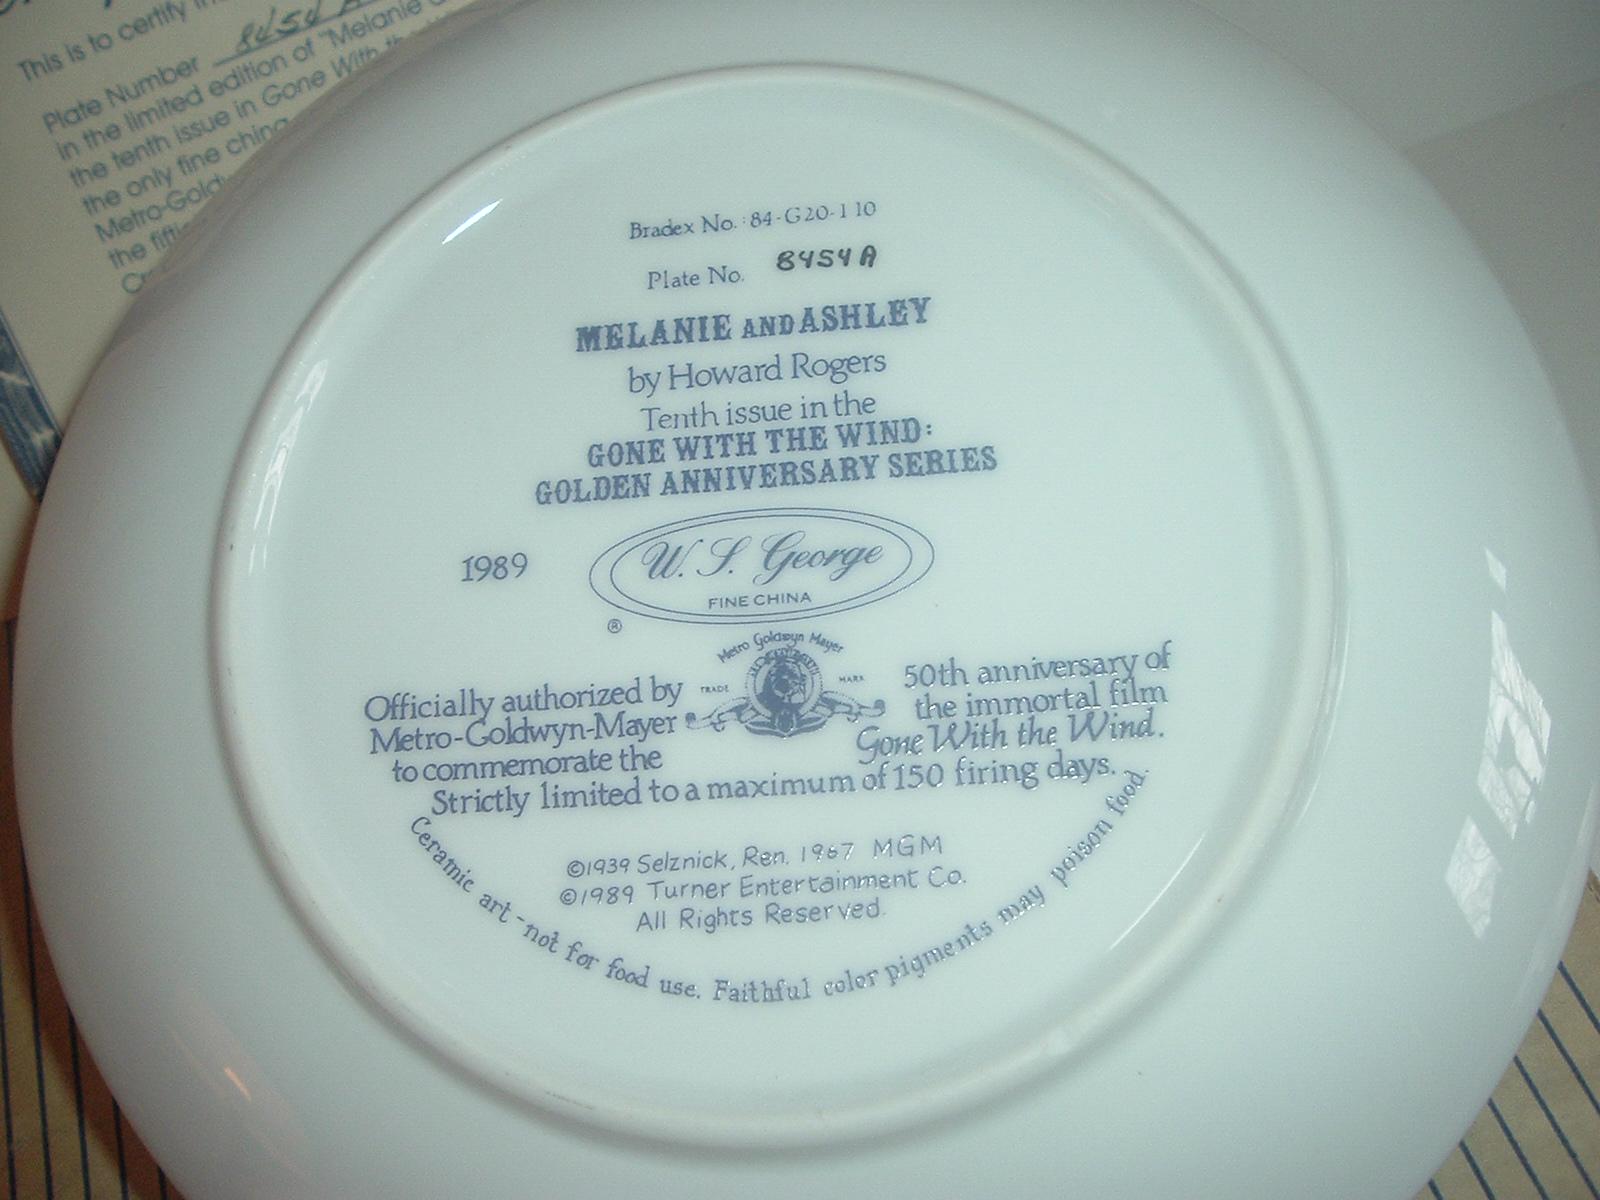 This is to certify
Plate Number 8454 A
in the limited edition of "Melanie
the tenth issue in Gone With
the only fine china
Metro-Goldw
the fifti
Bradex No. 84-G20-110
Plate No. 8454A
MELANIE AND ASHLEY
by Howard Rogers
Tenth issue in the
GONE WITH THE WIND:
GOLDEN ANNIVERSARY SERIES
1989
W. S. George
FINE CHINA
®
Metro Goldwyn Mayer
TRADE MARK
Officially authorized by
Metro-Goldwyn-Mayer
to commemorate the
50th anniversary of
the immortal film
Gone With the Wind.
Strictly limited to a maximum of 150 firing days.
©1939 Selznick, Ren. 1967 MGM
©1989 Turner Entertainment Co.
All Rights Reserved.
Ceramic art-not for food use. Faithful color pigments may poison food.